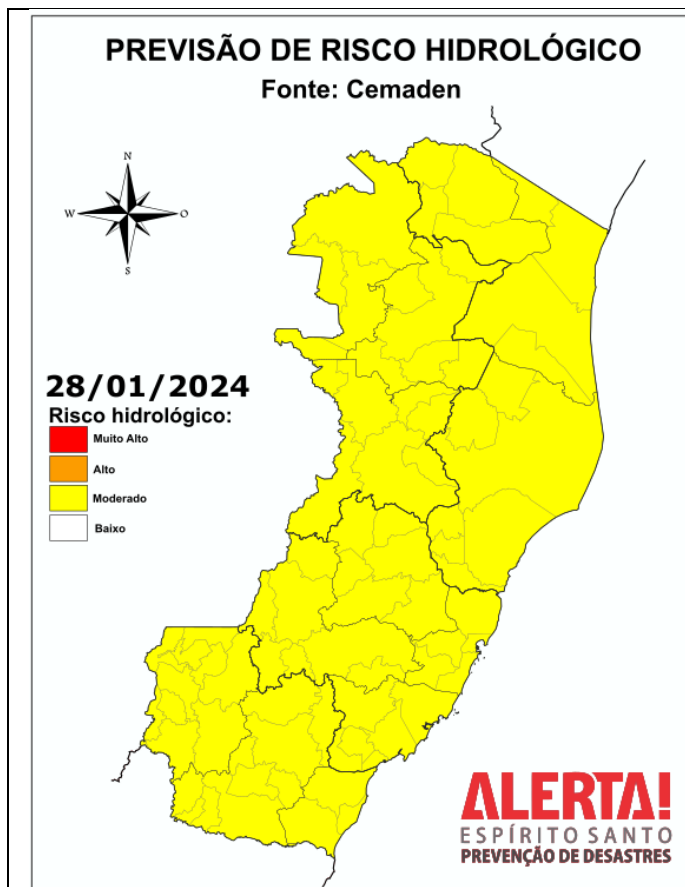 PREVISÃO DE RISCO HIDROLÓGICO
Fonte: Cemaden
N
W
O
S
28/01/2024
Risco hidrológico:
Muito Alto
Alto
Moderado
Baixo
ALERTA!
ESPÍRITO SANTO
PREVENÇÃO DE DESASTRES